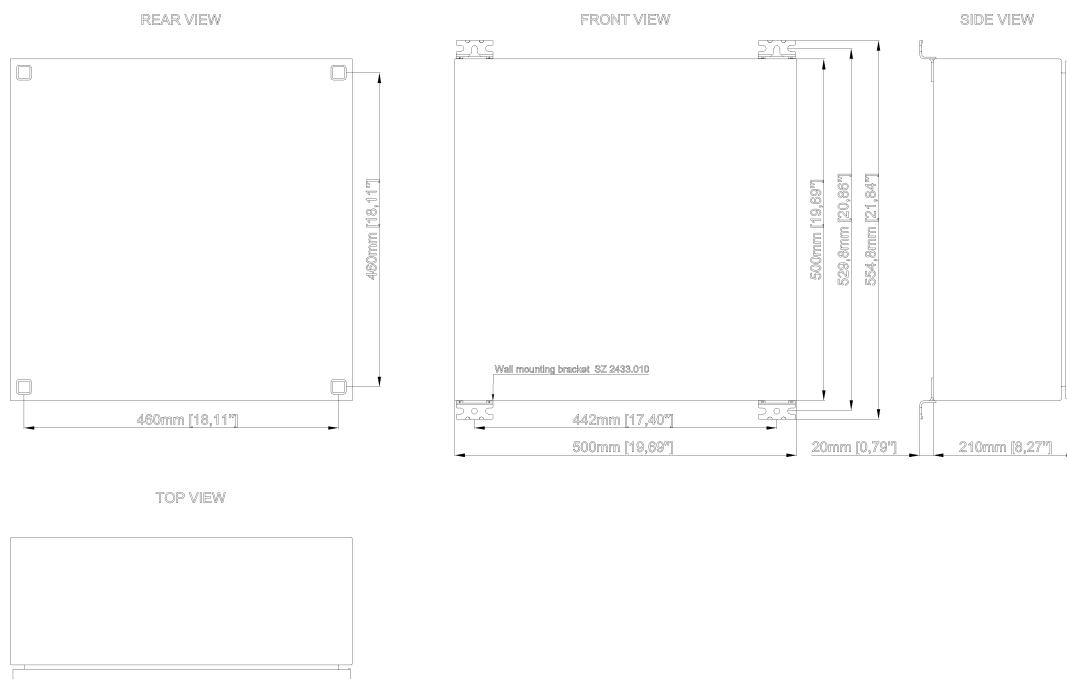 REAR VIEW
FRONT VIEW
SIDE VIEW
460mm [18,11"]
460mm [18,11"]
500mm [19,69"]
529,8mm [20,86"]
554,8mm [21,84"]
Wall mounting bracket SZ 2433.010
442mm [17,40"]
500mm [19,69"]
20mm [0,79"]
210mm [8,27"]
TOP VIEW